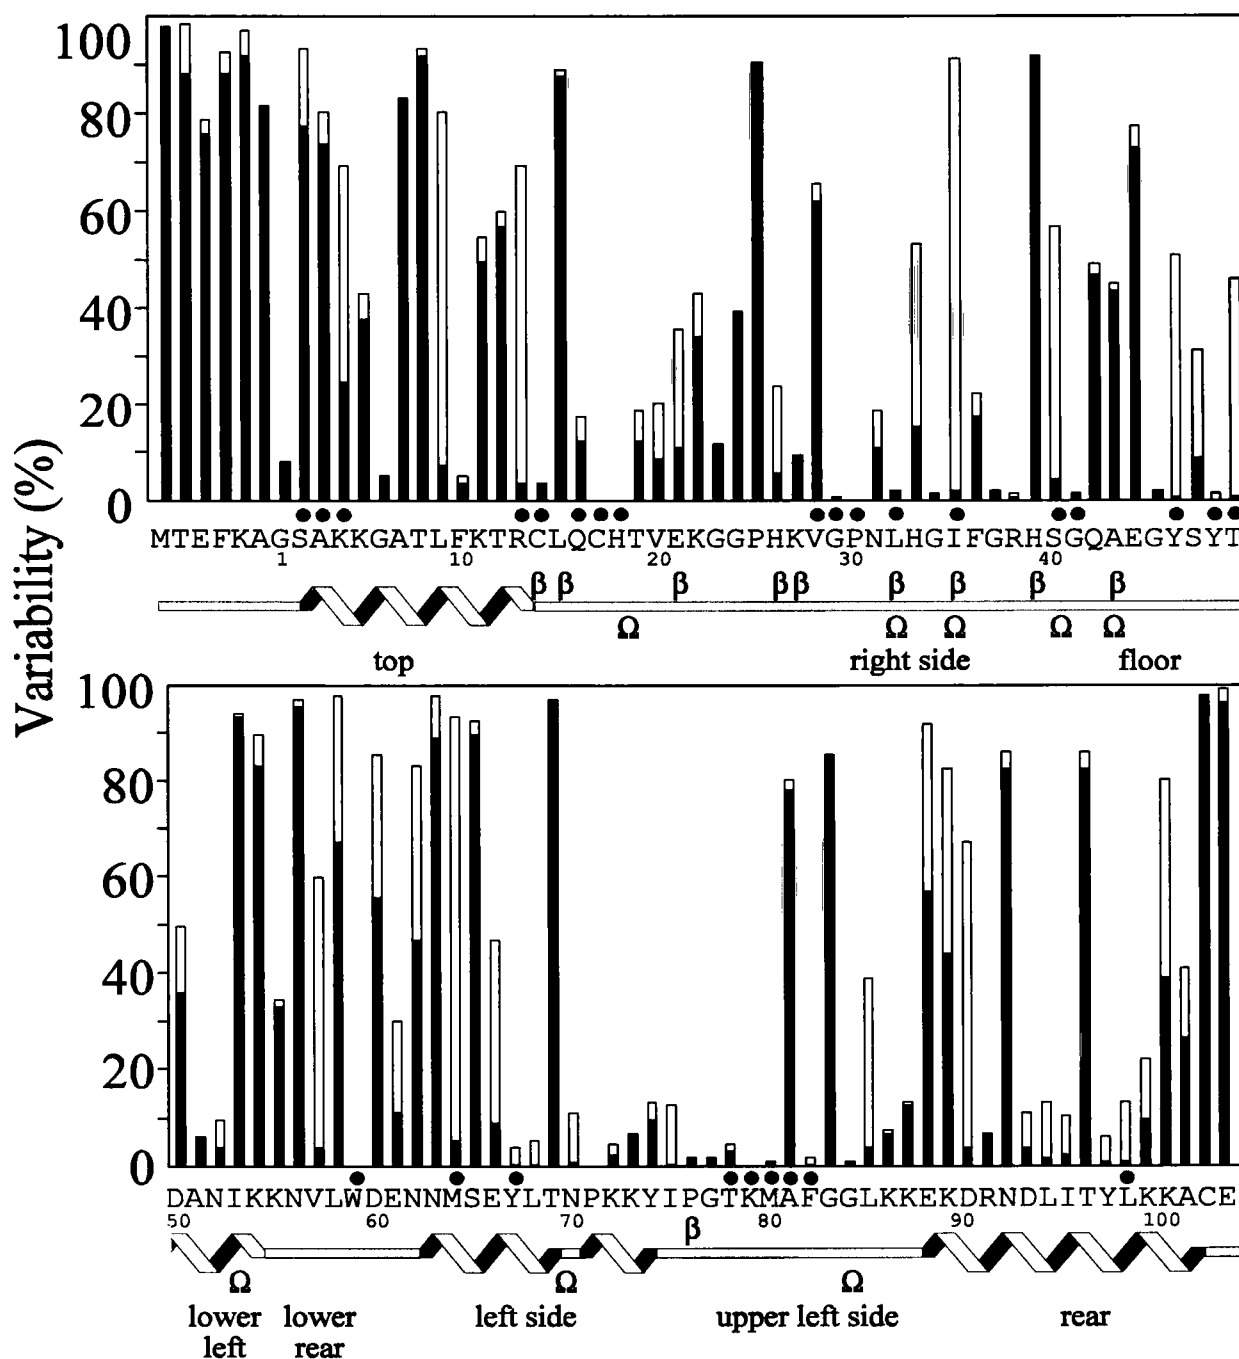 Variability (%)
100
80
60
40
20
0
MTEFKAGSAKKGATLFKTRCLQCHTVEKGGPHKVGPNLHGIFGRHSGQAEGYSYT
1 10 20 30 40
β β β β β β β β β
Ω Ω Ω Ω Ω
top right side floor
100
80
60
40
20
0
DANIKKNVLWDENNMSEYLTNPKKYIPGTKMAFGGLKKEKDRNDLITYLKKACE
50 60 70 80 90 100
β
Ω Ω Ω
lower lower left side upper left side rear
left rear